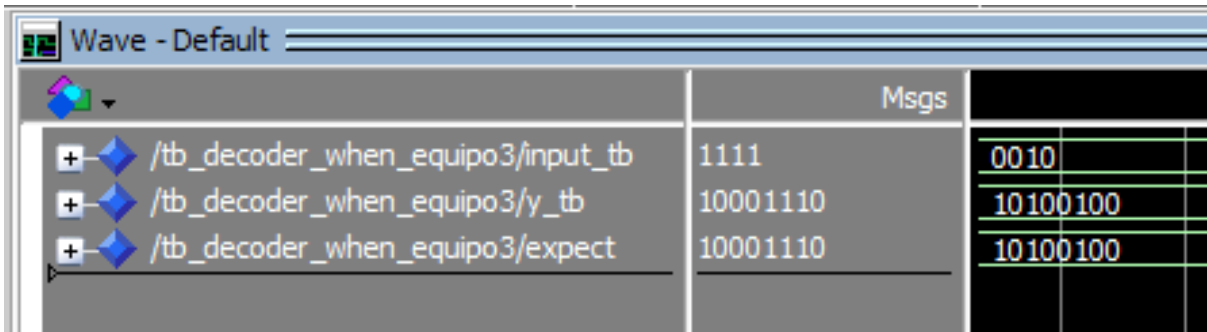 Wave - Default
Msgs
/tb_decoder_when_equipo3/input_tb 1111 0010
/tb_decoder_when_equipo3/y_tb 10001110 10100100
/tb_decoder_when_equipo3/expect 10001110 10100100